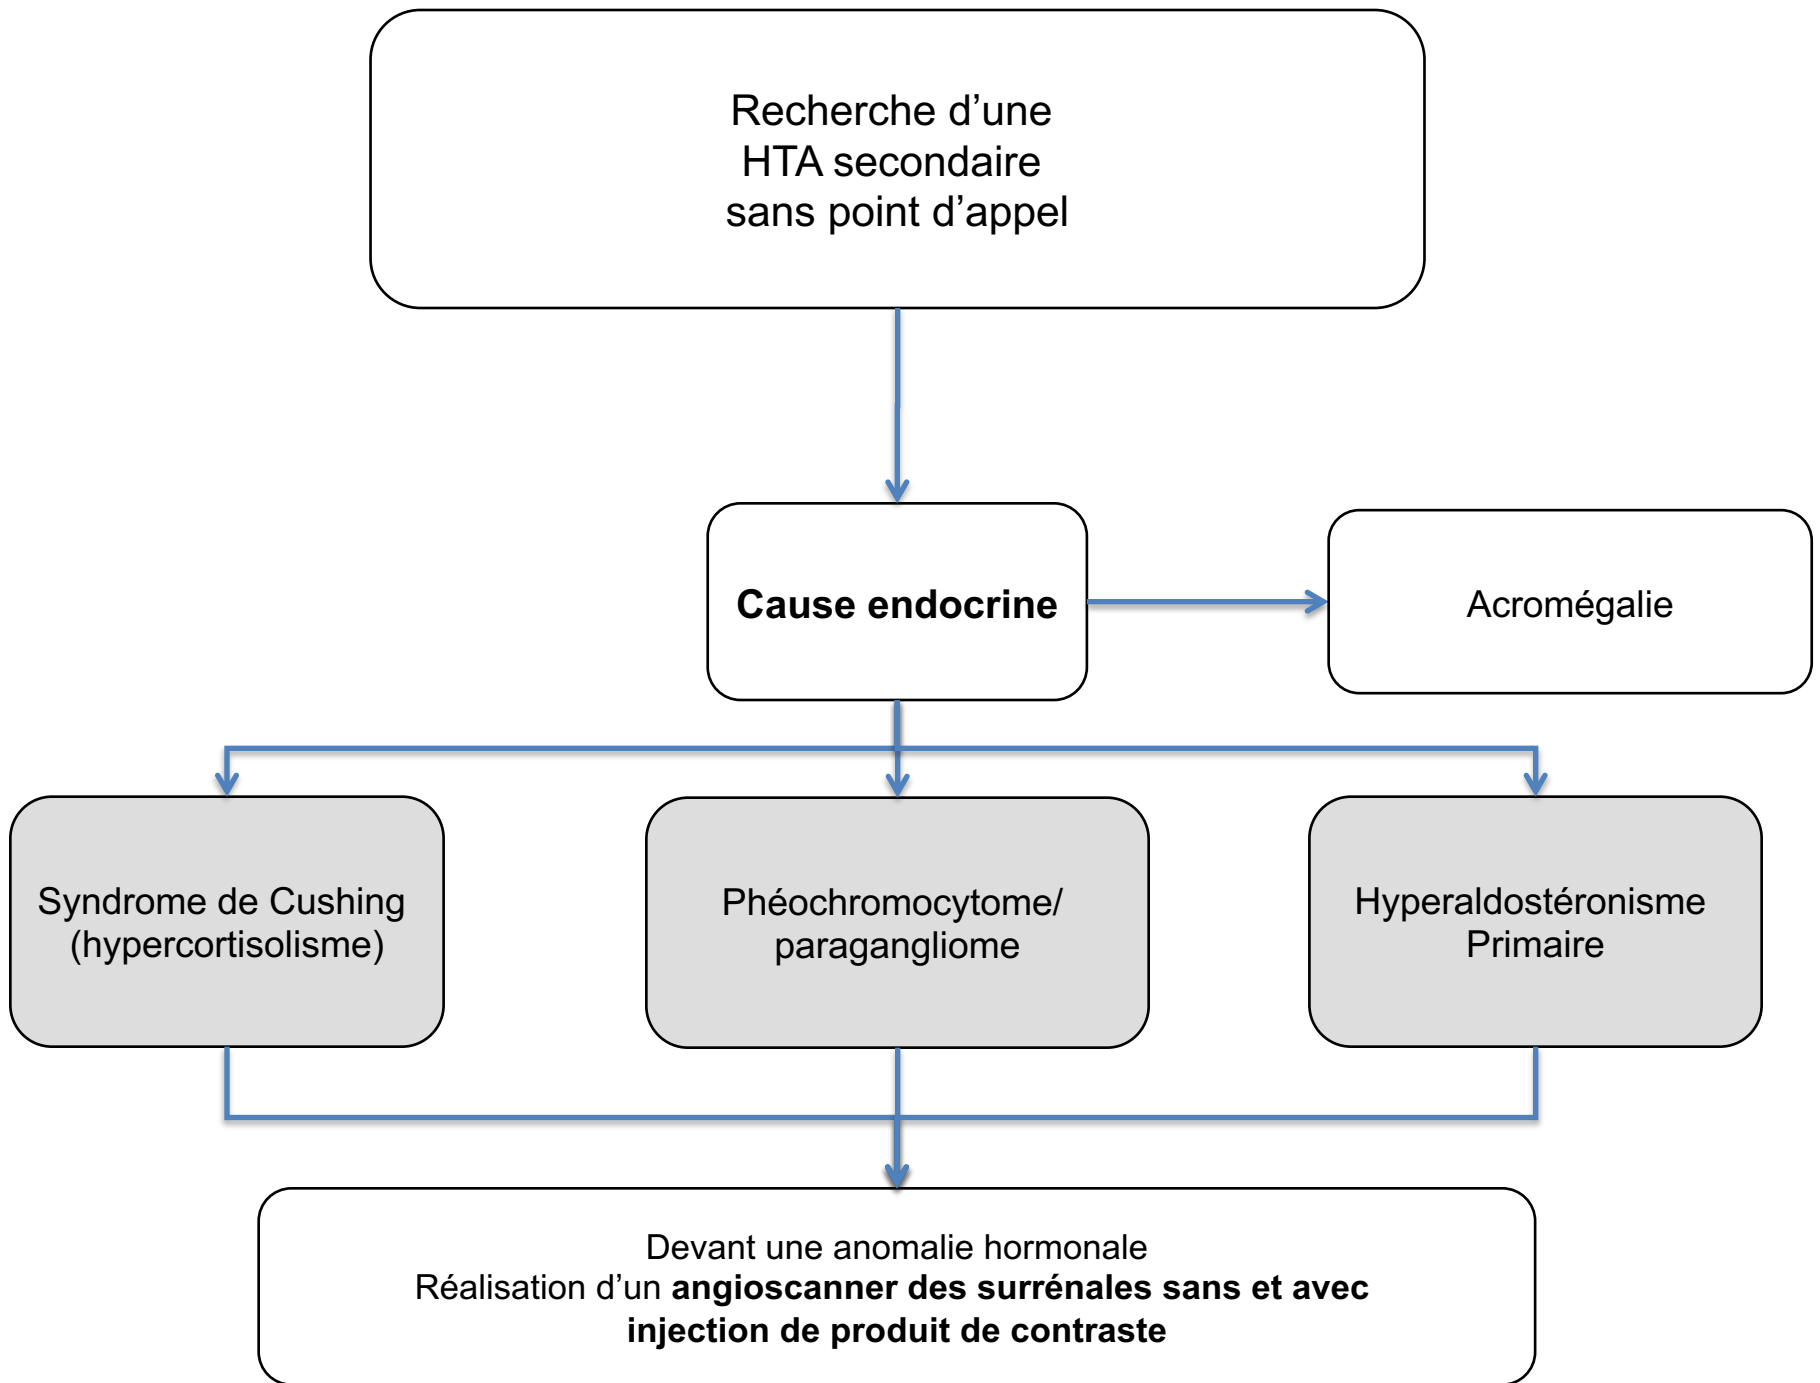 Recherche d’une
HTA secondaire
sans point d’appel
Cause endocrine
Acromégalie
Syndrome de Cushing
(hypercortisolisme)
Phéochromocytome/
paragangliome
Hyperaldostéronisme
Primaire
Devant une anomalie hormonale
Réalisation d’un angioscanner des surrénales sans et avec
injection de produit de contraste